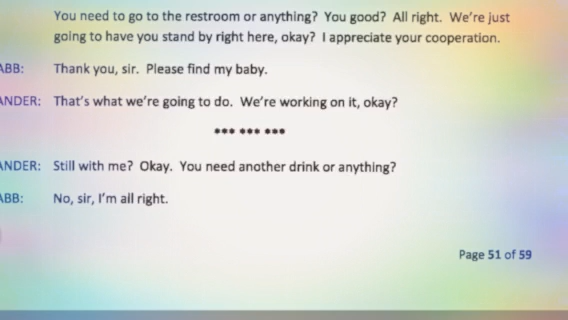 You need to go to the restroom or anything? You good? All right. We're just
going to have you stand by right here, okay? I appreciate your cooperation.
ABB: Thank you, sir. Please find my baby.
ANDER: That's what we're going to do. We're working on it, okay?
*** *** ***
ANDER: Still with me? Okay. You need another drink or anything?
ABB: No, sir, I'm all right.
Page 51 of 59